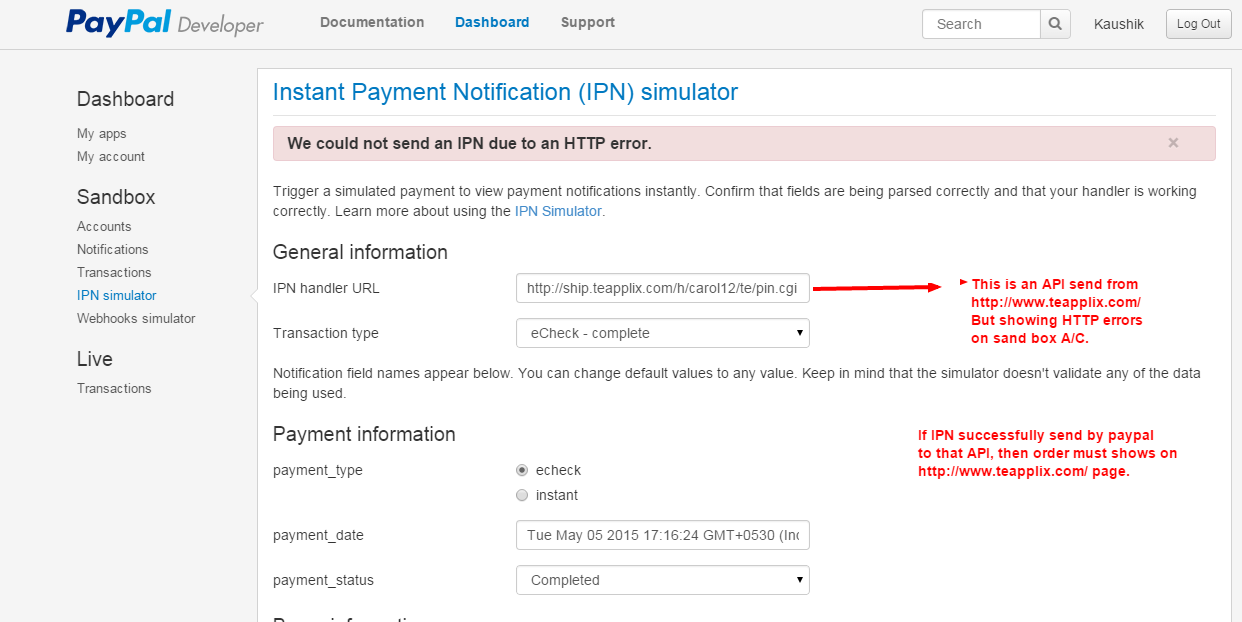 PayPal Developer
Documentation
Dashboard
Support
Search
Kaushik
Log Out
Dashboard
My apps
My account
Sandbox
Accounts
Notifications
Transactions
IPN simulator
Webhooks simulator
Live
Transactions
Instant Payment Notification (IPN) simulator
We could not send an IPN due to an HTTP error.
×
Trigger a simulated payment to view payment notifications instantly. Confirm that fields are being parsed correctly and that your handler is working
correctly. Learn more about using the IPN Simulator.
General information
IPN handler URL
http://ship.teapplix.com/h/carol12/te/pin.cgi
This is an API send from
http://www.teapplix.com/
But showing HTTP errors
on sand box A/C.
Transaction type
eCheck - complete
Notification field names appear below. You can change default values to any value. Keep in mind that the simulator doesn't validate any of the data
being used.
Payment information
If IPN successfully send by paypal
to that API, then order must shows on
http://www.teapplix.com/ page.
payment_type
echeck
instant
payment_date
Tue May 05 2015 17:16:24 GMT+0530 (Inc
payment_status
Completed